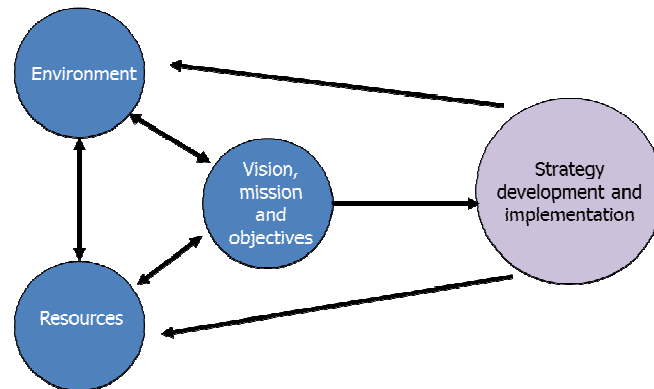 Environment
Vision,
mission
and
objectives
Strategy
development and
implementation
Resources